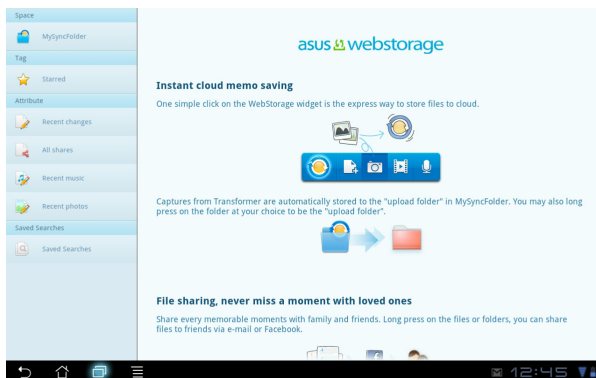 Space
MySyncFolder
Tag
Starred
Attribute
Recent changes
All shares
Recent music
Recent photos
Saved Searches
Saved Searches
asus webstorage
Instant cloud memo saving
One simple click on the WebStorage widget is the express way to store files to cloud.
Captures from Transformer are automatically stored to the "upload folder" in MySyncFolder. You may also long
press on the folder at your choice to be the "upload folder".
File sharing, never miss a moment with loved ones
Share every memorable moments with family and friends. Long press on the files or folders, you can share
files to friends via e-mail or Facebook.
12:45